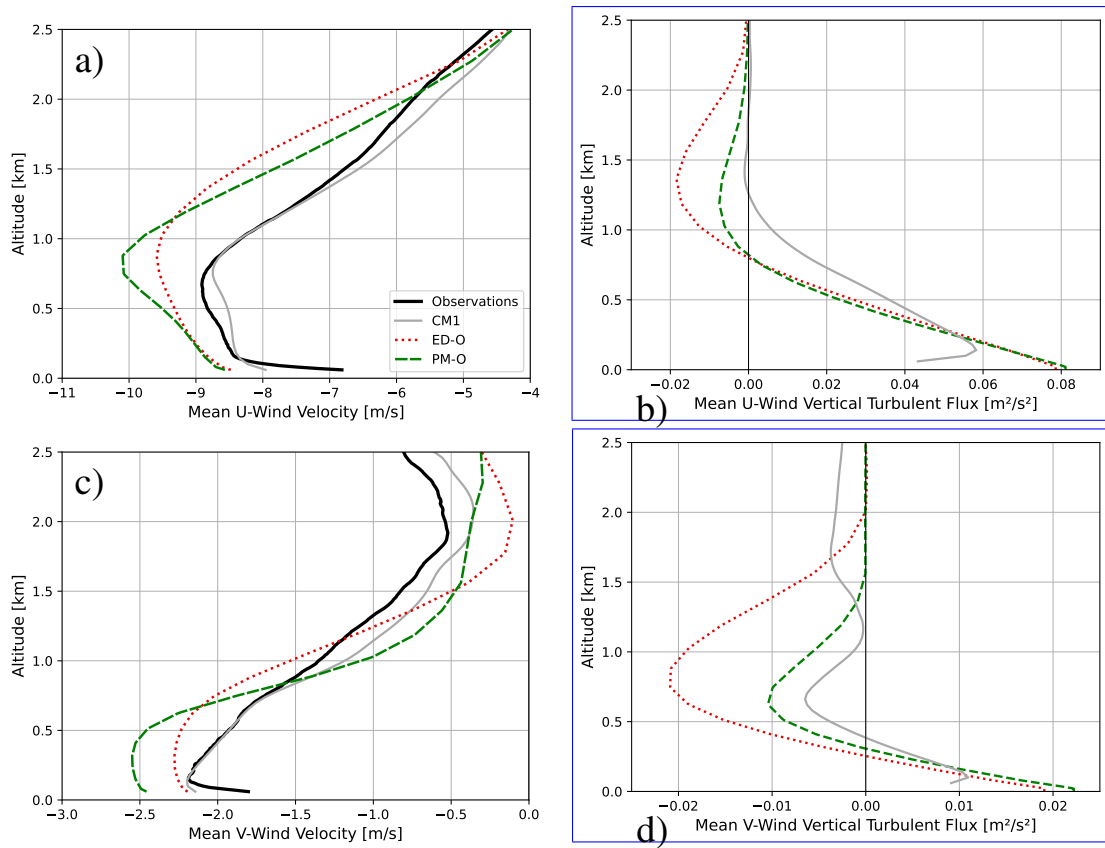 a)
2.5
2.0
1.5
1.0
0.5
0.0
Altitude [km]
Observations
CM1
ED-O
PM-O
−11 −10 −9 −8 −7 −6 −5 −4
Mean U-Wind Velocity [m/s]
2.5
2.0
1.5
1.0
0.5
0.0
Altitude [km]
−0.02 0.00 0.02 0.04 0.06 0.08
b) Mean U-Wind Vertical Turbulent Flux [m²/s²]
c)
2.5
2.0
1.5
1.0
0.5
0.0
Altitude [km]
−3.0 −2.5 −2.0 −1.5 −1.0 −0.5 0.0
Mean V-Wind Velocity [m/s]
2.5
2.0
1.5
1.0
0.5
0.0
Altitude [km]
−0.02 −0.01 0.00 0.01 0.02
d) Mean V-Wind Vertical Turbulent Flux [m²/s²]